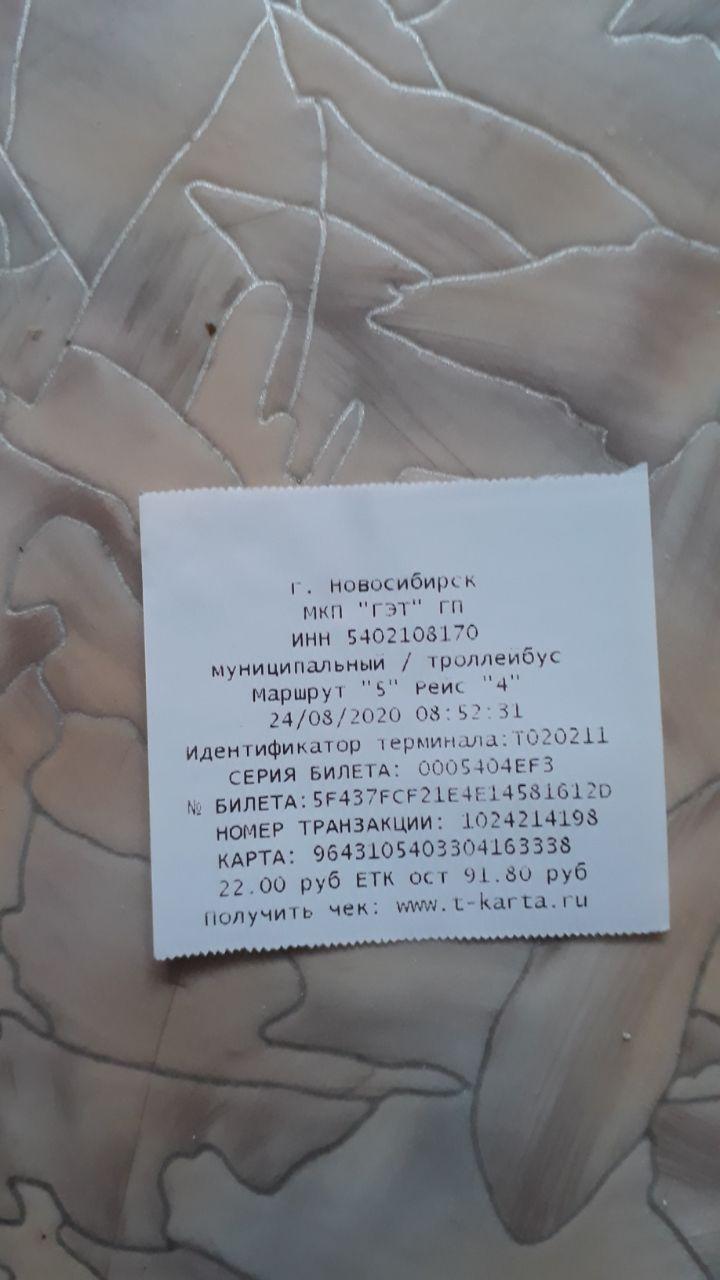 г. Новосибирск
МКП "ГЭТ" ГП
ИНН 5402108170
муниципальный / троллейбус
Маршрут "5" Рейс "4"
24/08/2020 08:52:31
Идентификатор терминала:T020211
СЕРИЯ БИЛЕТА: 0005404EF3
№ БИЛЕТА:5F437FCF21E4E14581612D
НОМЕР ТРАНЗАКЦИИ: 1024214198
КАРТА: 9643105403304163338
22.00 руб ЕТК ост 91.80 руб
Получить чек: www.t-karta.ru